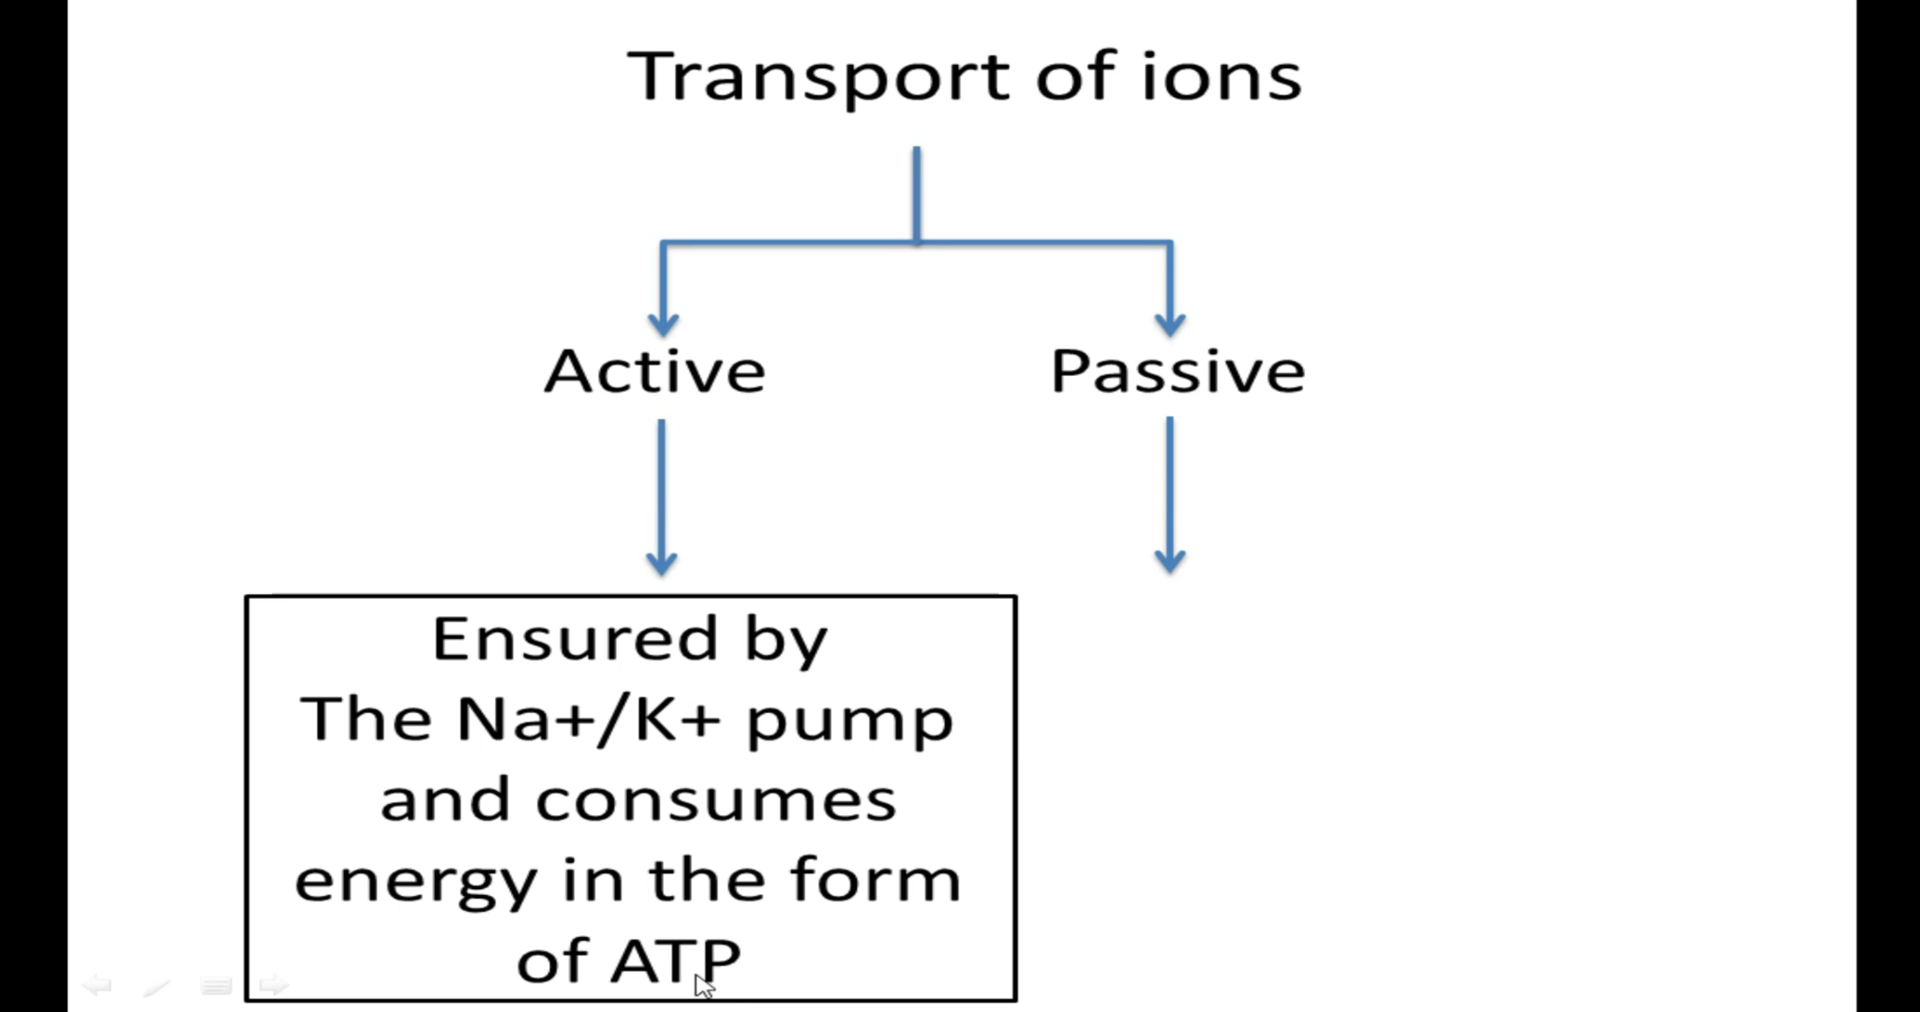 Transport of ions
Active
Passive
Ensured by
The Na+/K+ pump
and consumes
energy in the form
of ATP